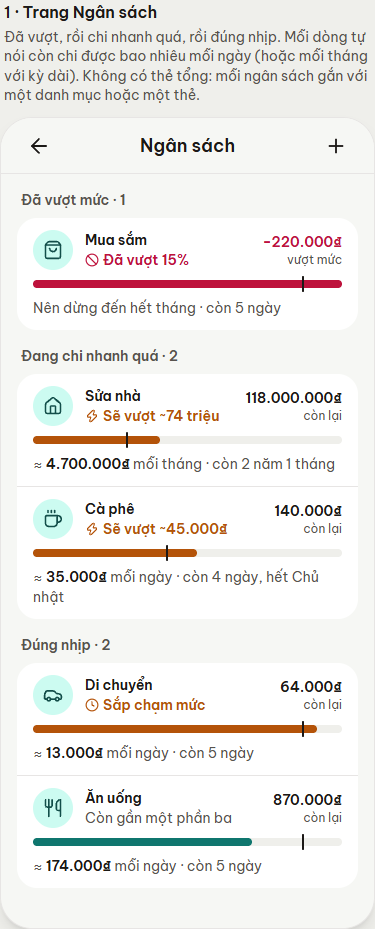 1 · Trang Ngân sách
Đã vượt, rồi chi nhanh quá, rồi đúng nhịp. Mỗi dòng tự
nói còn chi được bao nhiêu mỗi ngày (hoặc mỗi tháng
với kỳ dài). Không có thẻ tổng: mỗi ngân sách gắn với
một danh mục hoặc một thẻ.
Ngân sách
Đã vượt mức · 1
Mua sắm
-220.000₫
Đã vượt 15%
vượt mức
Nên dừng đến hết tháng · còn 5 ngày
Đang chi nhanh quá · 2
Sửa nhà
118.000.000₫
Sẽ vượt ~74 triệu
còn lại
≈ 4.700.000₫ mỗi tháng · còn 2 năm 1 tháng
Cà phê
140.000₫
Sẽ vượt ~45.000₫
còn lại
≈ 35.000₫ mỗi ngày · còn 4 ngày, hết Chủ
nhật
Đúng nhịp · 2
Di chuyển
64.000₫
Sắp chạm mức
còn lại
≈ 13.000₫ mỗi ngày · còn 5 ngày
Ăn uống
870.000₫
Còn gần một phần ba
còn lại
≈ 174.000₫ mỗi ngày · còn 5 ngày